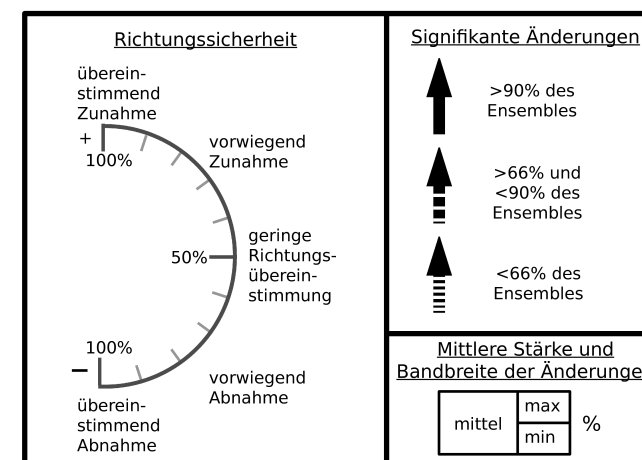 Richtungssicherheit
überein-
stimmend
Zunahme
+
100%
vorwiegend
Zunahme
50%
geringe
Richtungs-
überein-
stimmung
100%
–
vorwiegend
Abnahme
überein-
stimmend
Abnahme
Signifikante Änderungen
>90% des
Ensembles
>66% und
<90% des
Ensembles
<66% des
Ensembles
Mittlere Stärke und
Bandbreite der Änderunge
mittel
max
min
%